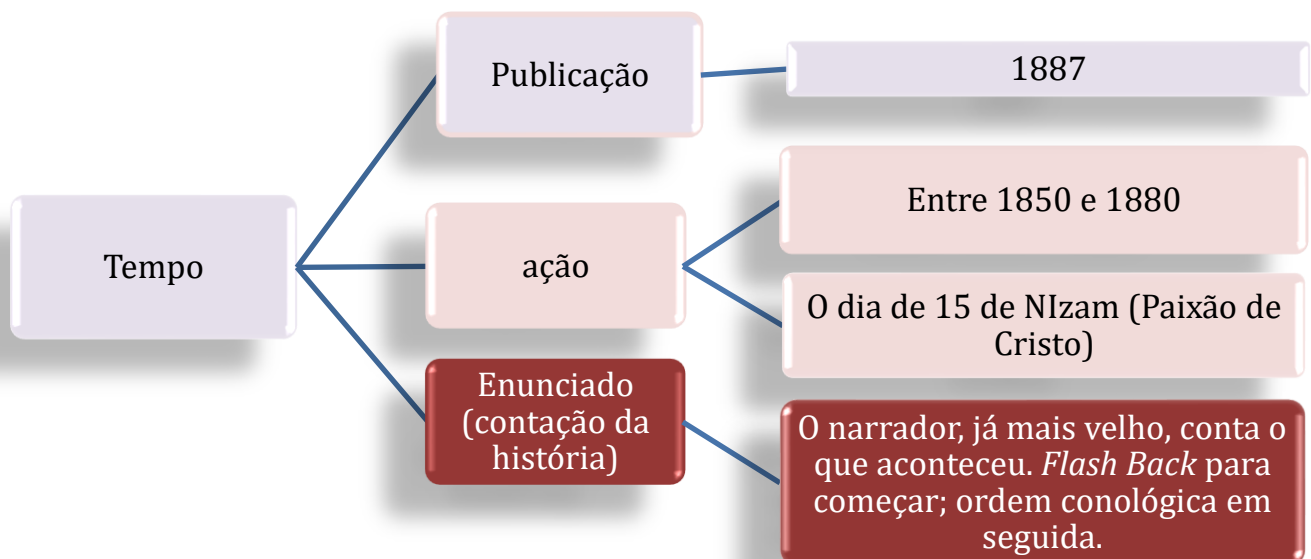 Publicação
1887
Tempo
ação
Entre 1850 e 1880
O dia de 15 de NIzam (Paixão de
Cristo)
Enunciado
(contação da
história)
O narrador, já mais velho, conta o
que aconteceu. Flash Back para
começar; ordem conológica em
seguida.